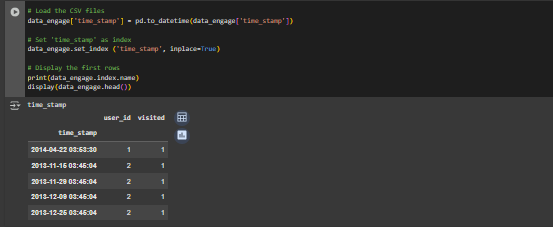 # Load the CSV files
data_engage['time_stamp'] = pd.to_datetime(data_engage['time_stamp'])
# Set 'time_stamp' as index
data_engage.set_index ('time_stamp', inplace=True)
# Display the first rows
print(data_engage.index.name)
display(data_engage.head())
time_stamp
user_id visited
time_stamp
2014-04-22 03:53:30 1 1
2013-11-15 03:45:04 2 1
2013-11-29 03:45:04 2 1
2013-12-09 03:45:04 2 1
2013-12-25 03:45:04 2 1